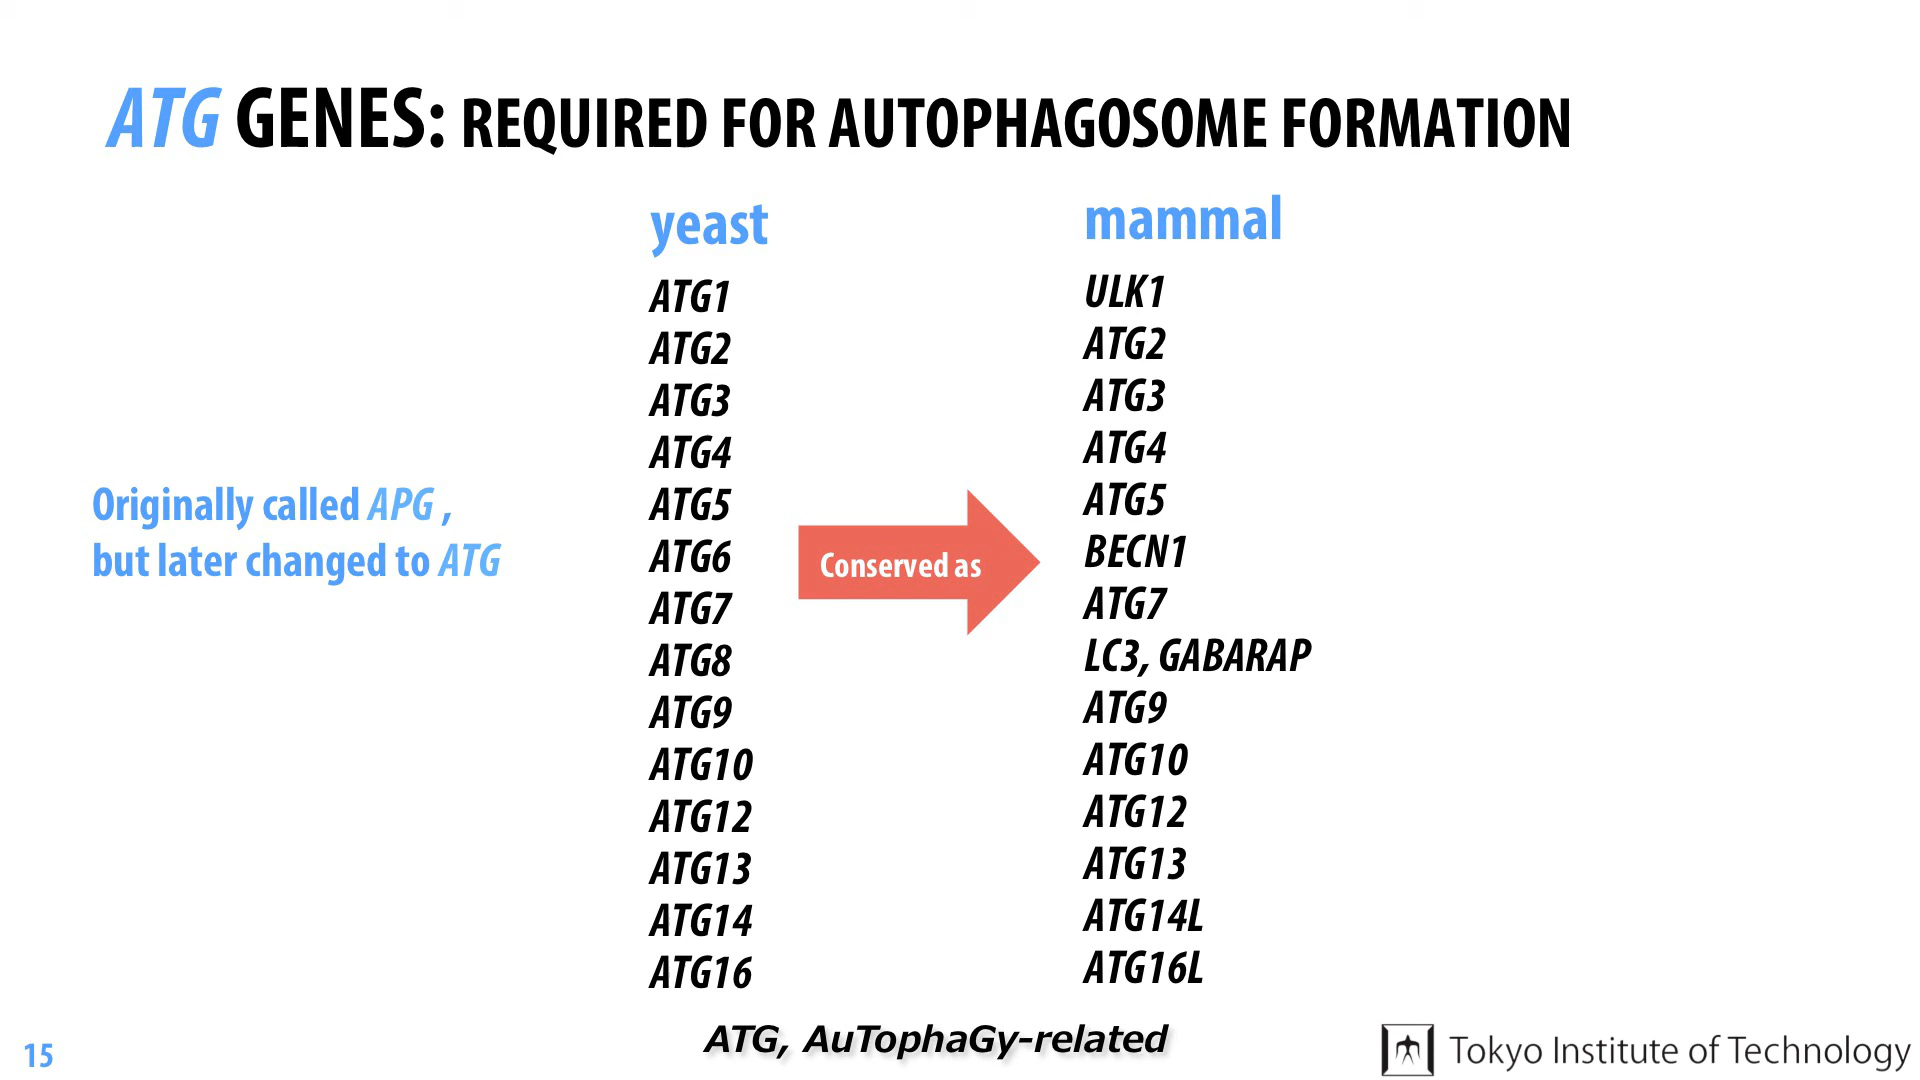 ATG GENES: REQUIRED FOR AUTOPHAGOSOME FORMATION
Originally called APG ,
but later changed to ATG
yeast
ATG1
ATG2
ATG3
ATG4
ATG5
ATG6
ATG7
ATG8
ATG9
ATG10
ATG12
ATG13
ATG14
ATG16
Conserved as
mammal
ULK1
ATG2
ATG3
ATG4
ATG5
BECN1
ATG7
LC3, GABARAP
ATG9
ATG10
ATG12
ATG13
ATG14L
ATG16L
ATG, AuTophaGy-related
15
Tokyo Institute of Technology